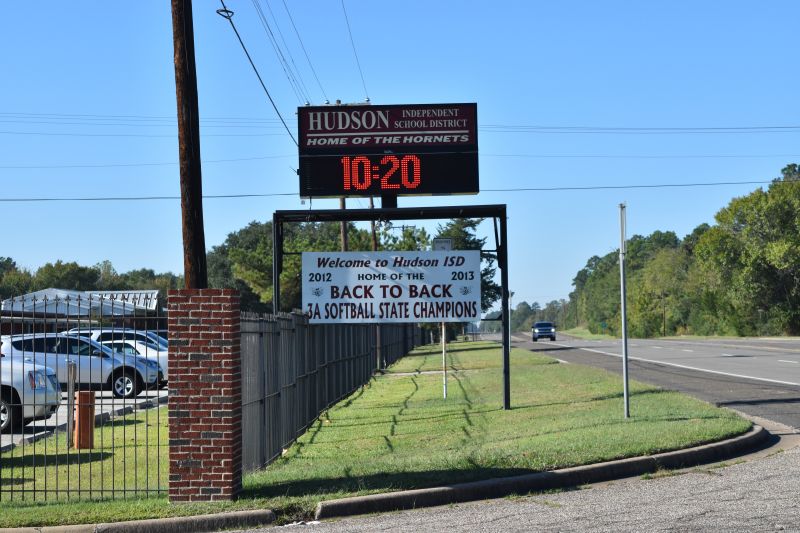 HUDSON INDEPENDENT
SCHOOL DISTRICT
HOME OF THE HORNETS
10:20
Welcome to Hudson ISD
2012 HOME OF THE 2013
BACK TO BACK
3A SOFTBALL STATE CHAMPIONS